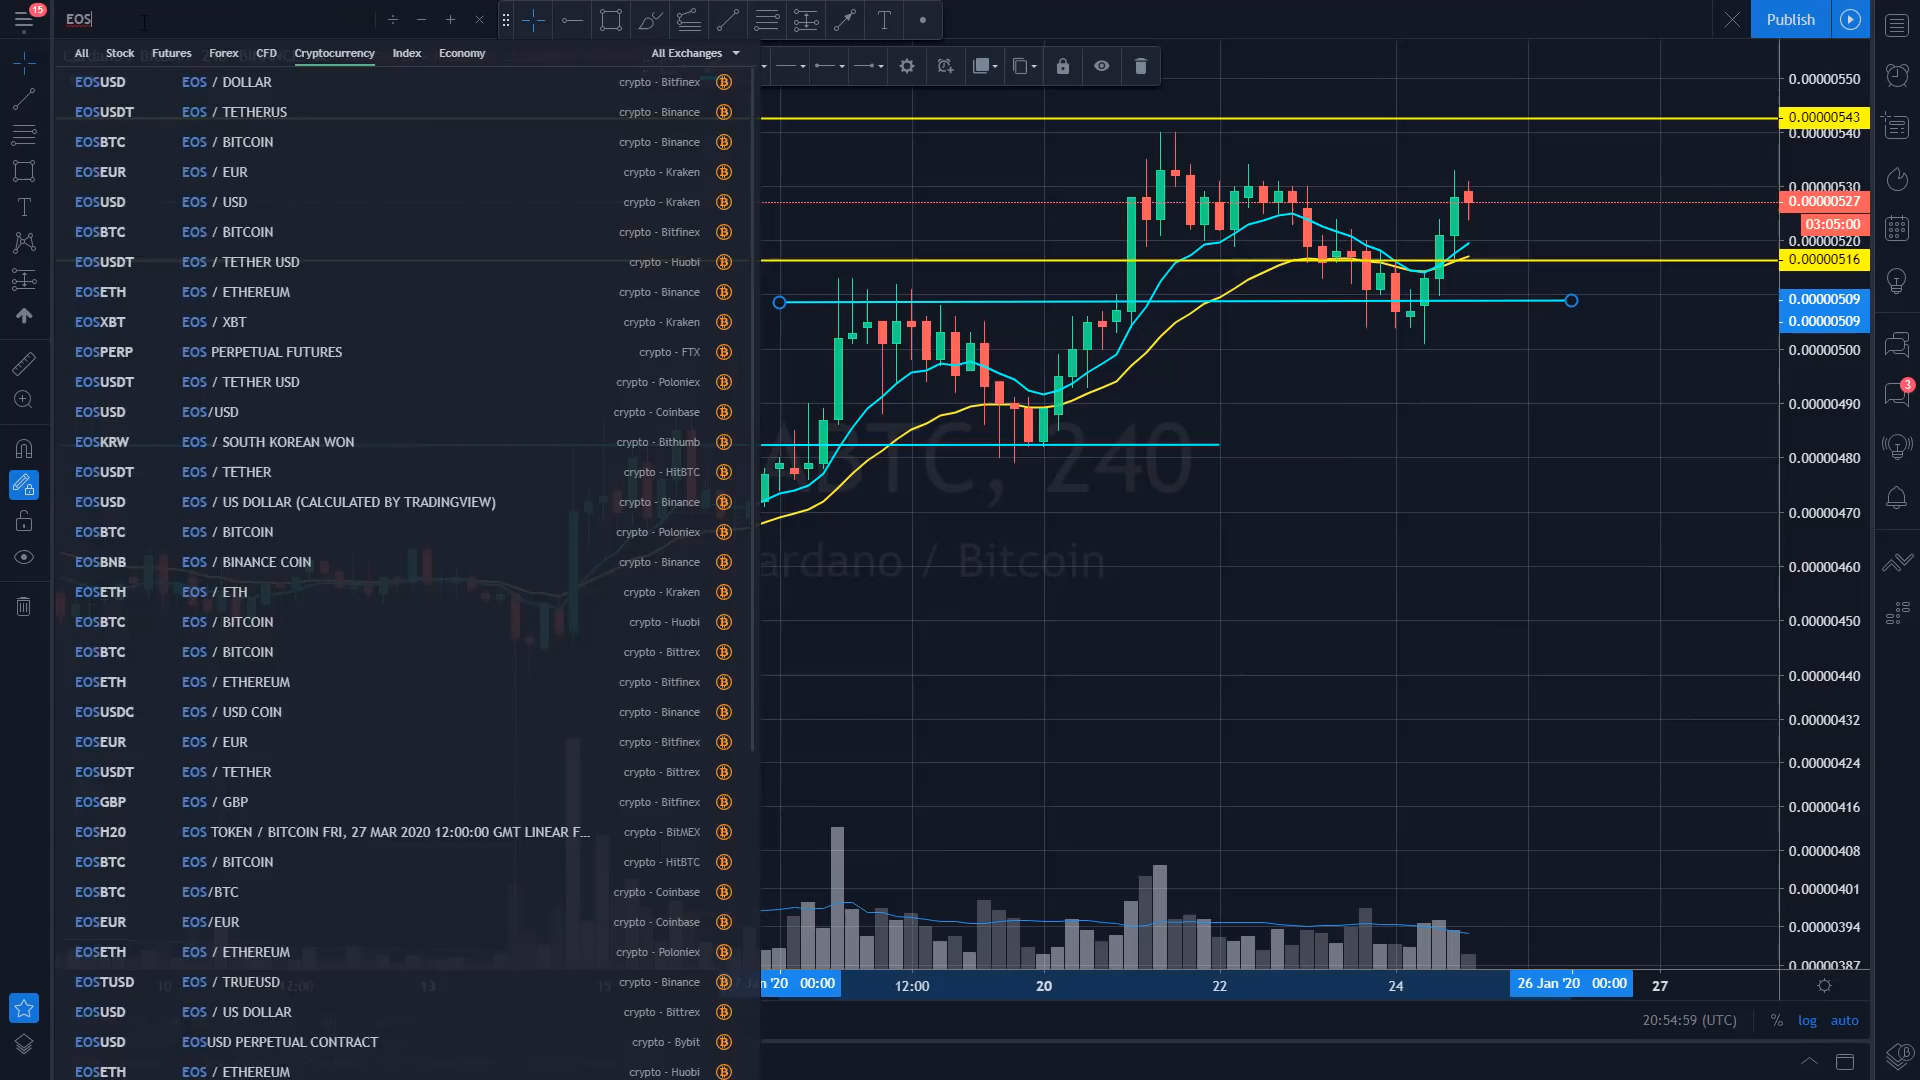 15
EOS
Publish
All Stock Futures Forex CFD Cryptocurrency Index Economy All Exchanges
EOSUSD EOS / DOLLAR crypto - Bitfinex
EOSUSDT EOS / TETHERUS crypto - Binance
EOSBTC EOS / BITCOIN crypto - Binance
EOSEUR EOS / EUR crypto - Kraken
EOSUSD EOS / USD crypto - Kraken
EOSBTC EOS / BITCOIN crypto - Bitfinex
EOSUSDT EOS / TETHER USD crypto - Huobi
EOSETH EOS / ETHEREUM crypto - Binance
EOSXBT EOS / XBT crypto - Kraken
EOSPERP EOS PERPETUAL FUTURES crypto - FTX
EOSUSDT EOS / TETHER USD crypto - Poloniex
EOSUSD EOS/USD crypto - Coinbase
EOSKRW EOS / SOUTH KOREAN WON crypto - Bithumb
EOSUSDT EOS / TETHER crypto - HitBTC
EOSUSD EOS / US DOLLAR (CALCULATED BY TRADINGVIEW) crypto - Binance
EOSBTC EOS / BITCOIN crypto - Poloniex
EOSBNB EOS / BINANCE COIN crypto - Binance
EOSETH EOS / ETH crypto - Kraken
EOSBTC EOS / BITCOIN crypto - Huobi
EOSBTC EOS / BITCOIN crypto - Bittrex
EOSETH EOS / ETHEREUM crypto - Bitfinex
EOSUSDC EOS / USD COIN crypto - Binance
EOSEUR EOS / EUR crypto - Bitfinex
EOSUSDT EOS / TETHER crypto - Bittrex
EOSGBP EOS / GBP crypto - Bitfinex
EOSH20 EOS TOKEN / BITCOIN FRI, 27 MAR 2020 12:00:00 GMT LINEAR F... crypto - BitMEX
EOSBTC EOS / BITCOIN crypto - HitBTC
EOSBTC EOS/BTC crypto - Coinbase
EOSEUR EOS/EUR crypto - Coinbase
EOSETH EOS / ETHEREUM crypto - Poloniex
EOSTUSD EOS / TRUEUSD crypto - Binance
EOSUSD EOS / US DOLLAR crypto - Bittrex
EOSUSD EOSUSD PERPETUAL CONTRACT crypto - Bybit
EOSETH EOS / ETHEREUM crypto - Huobi
ABTC, 240
ardano / Bitcoin
0.00000550
0.00000543
0.00000540
0.00000530
0.00000527
03:05:00
0.00000520
0.00000516
0.00000509
0.00000509
0.00000500
0.00000490
0.00000480
0.00000470
0.00000460
0.00000450
0.00000440
0.00000432
0.00000424
0.00000416
0.00000408
0.00000401
0.00000394
0.00000387
3
10 12:00 13 15 7 Jan '20 00:00 12:00 20 22 24 26 Jan '20 00:00 27
20:54:59 (UTC) % log auto